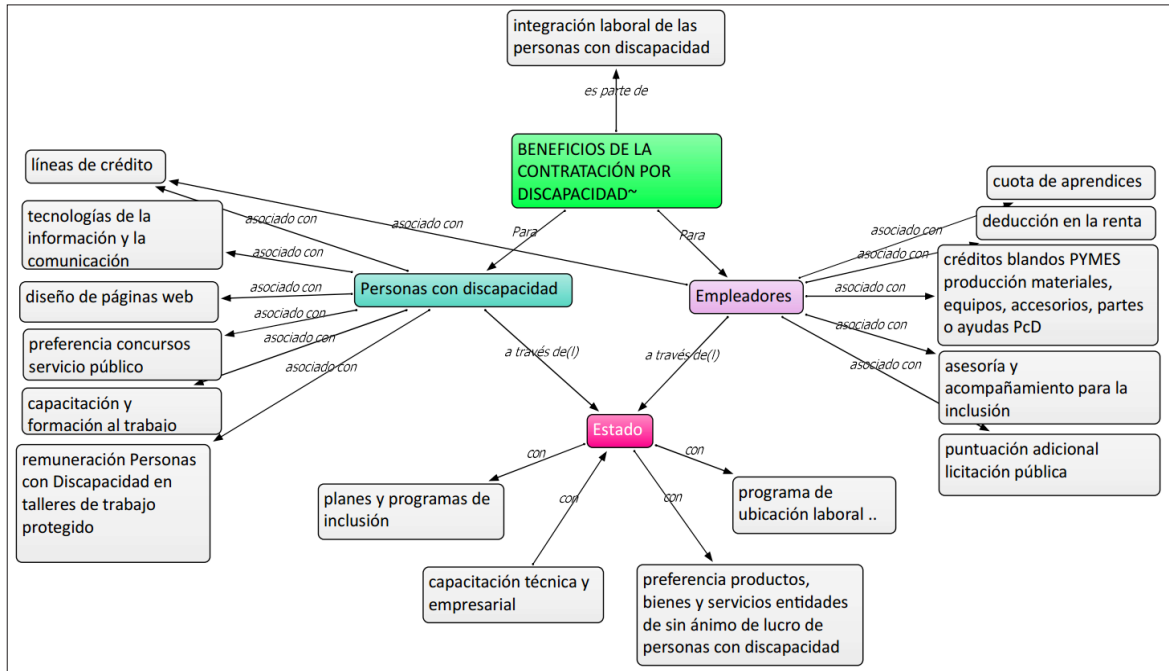 integración laboral de las
personas con discapacidad
es parte de
BENEFICIOS DE LA
CONTRATACIÓN POR
DISCAPACIDAD~
Para
Para
líneas de crédito
tecnologías de la
información y la
comunicación
diseño de páginas web
preferencia concursos
servicio público
capacitación y
formación al trabajo
remuneración Personas
con Discapacidad en
talleres de trabajo
protegido
asociado con
asociado con
asociado con
asociado con
asociado con
asociado con
asociado con
Personas con discapacidad
Empleadores
asociado con
asociado con
asociado con
asociado con
asociado con
cuota de aprendices
deducción en la renta
créditos blandos PYMES
producción materiales,
equipos, accesorios, partes
o ayudas PcD
asesoría y
acompañamiento para la
inclusión
puntuación adicional
licitación pública
a través de(I)
a través de(I)
Estado
con
con
con
con
planes y programas de
inclusión
programa de
ubicación laboral ..
capacitación técnica y
empresarial
preferencia productos,
bienes y servicios entidades
de sin ánimo de lucro de
personas con discapacidad